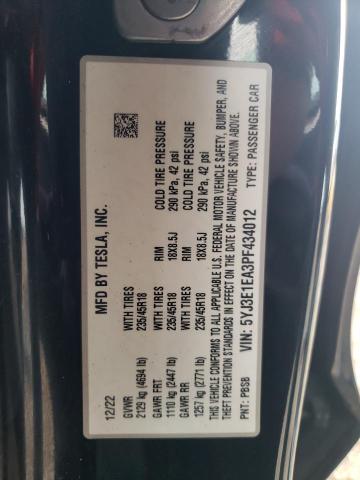 MFD BY TESLA, INC.
12/22
GVWR WITH TIRES RIM COLD TIRE PRESSURE
2129 kg (4694 lb) 235/45R18 18X8.5J 290 kPa, 42 psi
GAWR FRT WITH TIRES RIM COLD TIRE PRESSURE
1110 kg (2447 lb) 235/45R18 18X8.5J 290 kPa, 42 psi
GAWR RR
1257 kg (2771 lb)
THIS VEHICLE CONFORMS TO ALL APPLICABLE U.S. FEDERAL MOTOR VEHICLE SAFETY, BUMPER, AND
THEFT PREVENTION STANDARDS IN EFFECT ON THE DATE OF MANUFACTURE SHOWN ABOVE.
VIN: 5YJ3E1EA3PF434012
PNT: PBSB TYPE: PASSENGER CAR